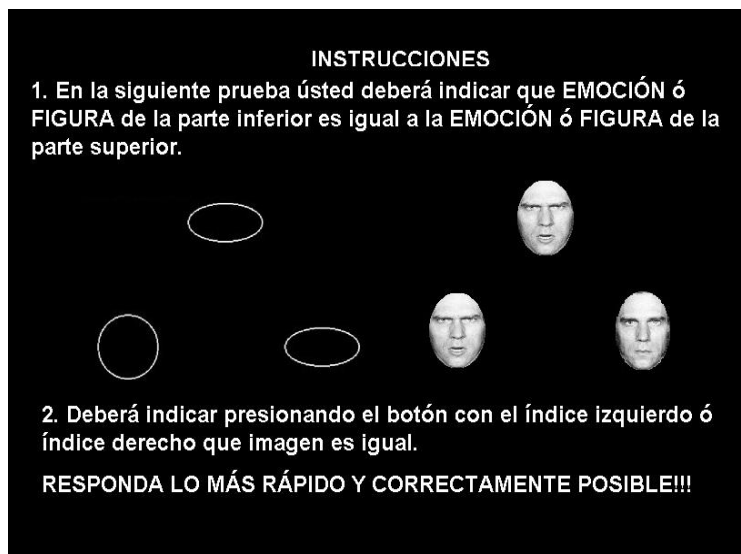 INSTRUCCIONES
1. En la siguiente prueba ústed deberá indicar que EMOCIÓN ó
FIGURA de la parte inferior es igual a la EMOCIÓN ó FIGURA de la
parte superior.
2. Deberá indicar presionando el botón con el índice izquierdo ó
índice derecho que imagen es igual.
RESPONDA LO MÁS RÁPIDO Y CORRECTAMENTE POSIBLE!!!